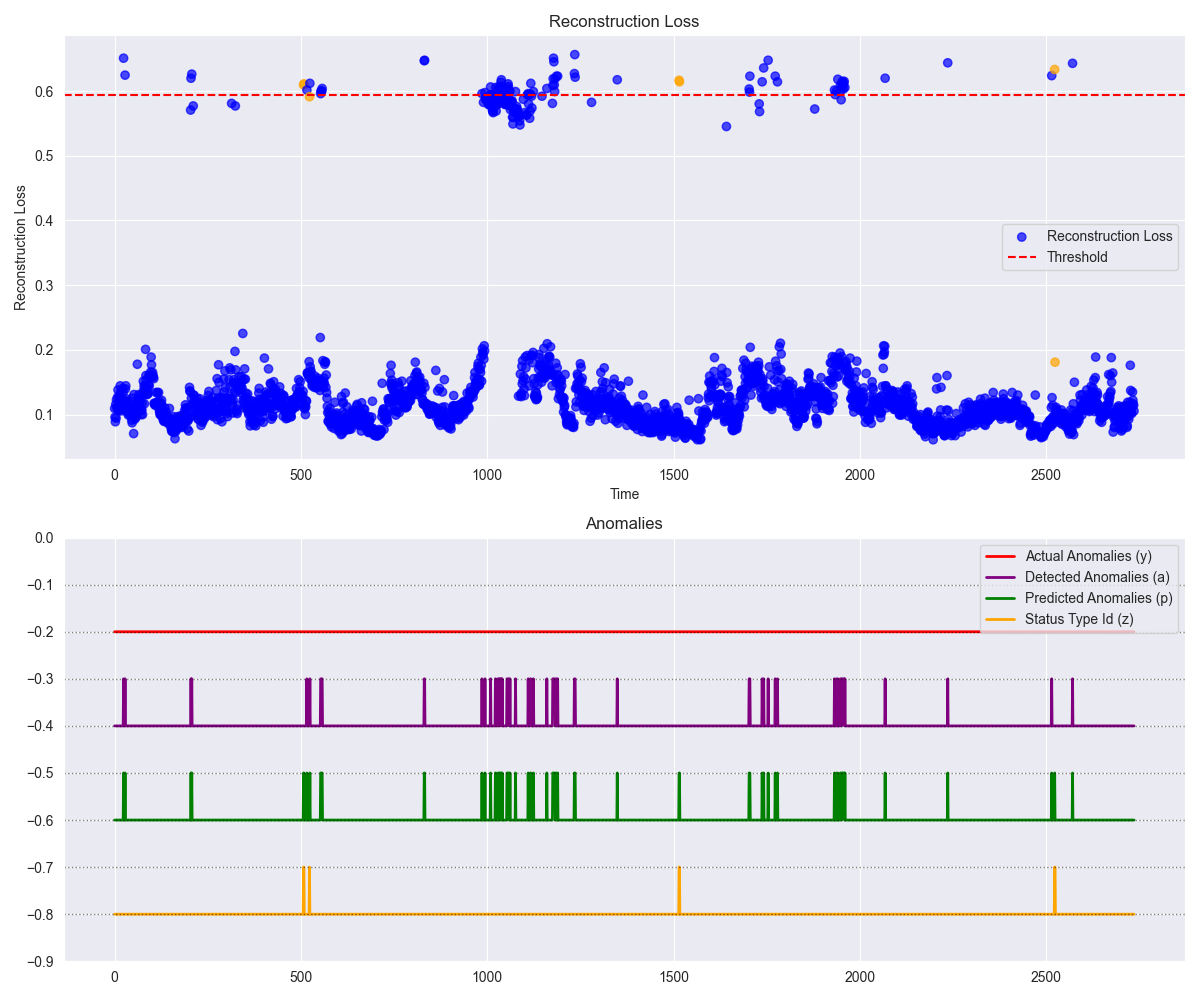 Reconstruction Loss
0.6
0.5
0.4
0.3
0.2
0.1
Reconstruction Loss
Reconstruction Loss
Threshold
0 500 1000 1500 2000 2500
Time
Anomalies
0.0
−0.1
−0.2
−0.3
−0.4
−0.5
−0.6
−0.7
−0.8
−0.9
Actual Anomalies (y)
Detected Anomalies (a)
Predicted Anomalies (p)
Status Type Id (z)
0 500 1000 1500 2000 2500